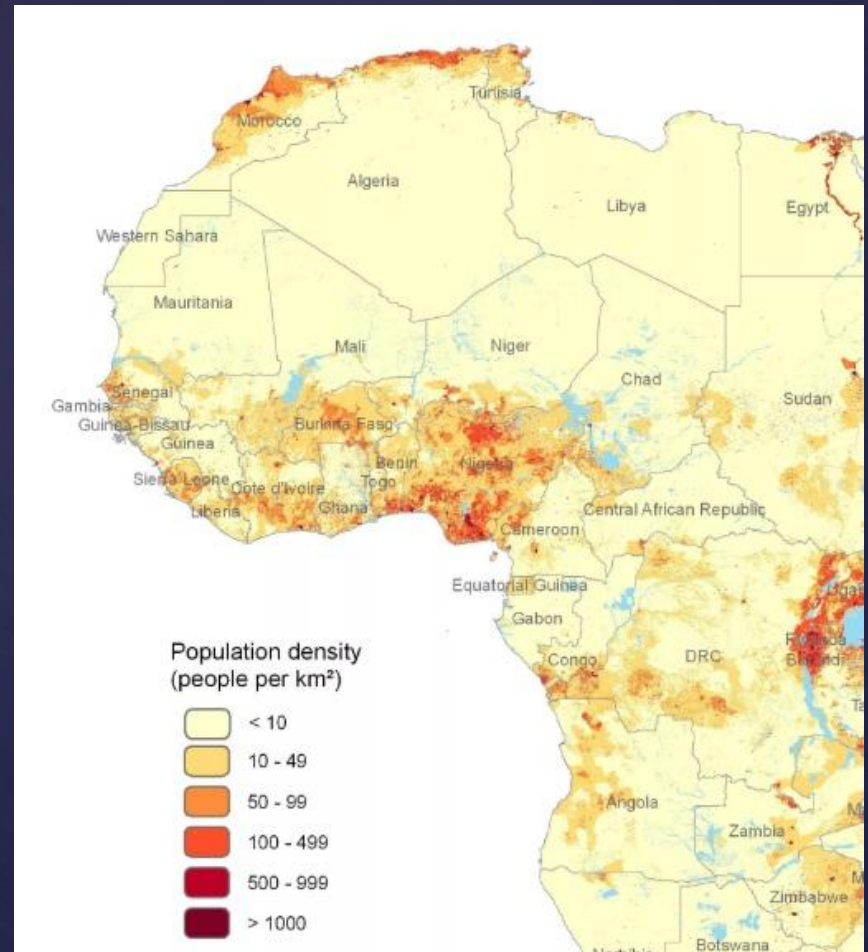 Tunisia
Morocco
Algeria
Libya
Egypt
Western Sahara
Mauritania
Mali
Niger
Chad
Sudan
Senegal
Gambia
Guinea-Bissau
Burkina Faso
Guinea
Benin
Nigeria
Sierra Leone
Côte d'Ivoire
Togo
Ghana
Liberia
Central African Republic
Cameroon
Equatorial Guinea
Gabon
Congo
DRC
Burundi
Population density
(people per km²)
< 10
10 - 49
50 - 99
100 - 499
500 - 999
> 1000
Angola
Zambia
Zimbabwe
Botswana